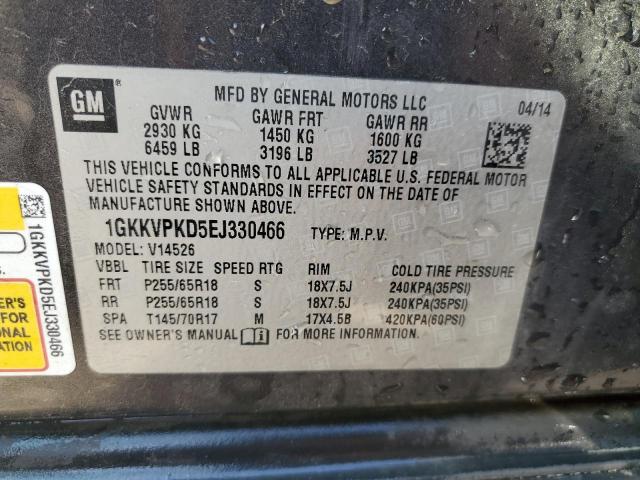 GM
MFD BY GENERAL MOTORS LLC
04/14
GVWR GAWR FRT GAWR RR
2930 KG 1450 KG 1600 KG
6459 LB 3196 LB 3527 LB
THIS VEHICLE CONFORMS TO ALL APPLICABLE U.S. FEDERAL MOTOR
VEHICLE SAFETY STANDARDS IN EFFECT ON THE DATE OF
MANUFACTURE SHOWN ABOVE.
1GKKVPKD5EJ330466 TYPE: M.P.V.
MODEL: V14526
VBBL TIRE SIZE SPEED RTG RIM COLD TIRE PRESSURE
FRT P255/65R18 S 18X7.5J 240KPA(35PSI)
RR P255/65R18 S 18X7.5J 240KPA(35PSI)
SPA T145/70R17 M 17X4.5B 420KPA(60PSI)
SEE OWNER'S MANUAL FOR MORE INFORMATION.
1GKKVPKD5EJ330466
ER'S
FOR
ONAL
ATION